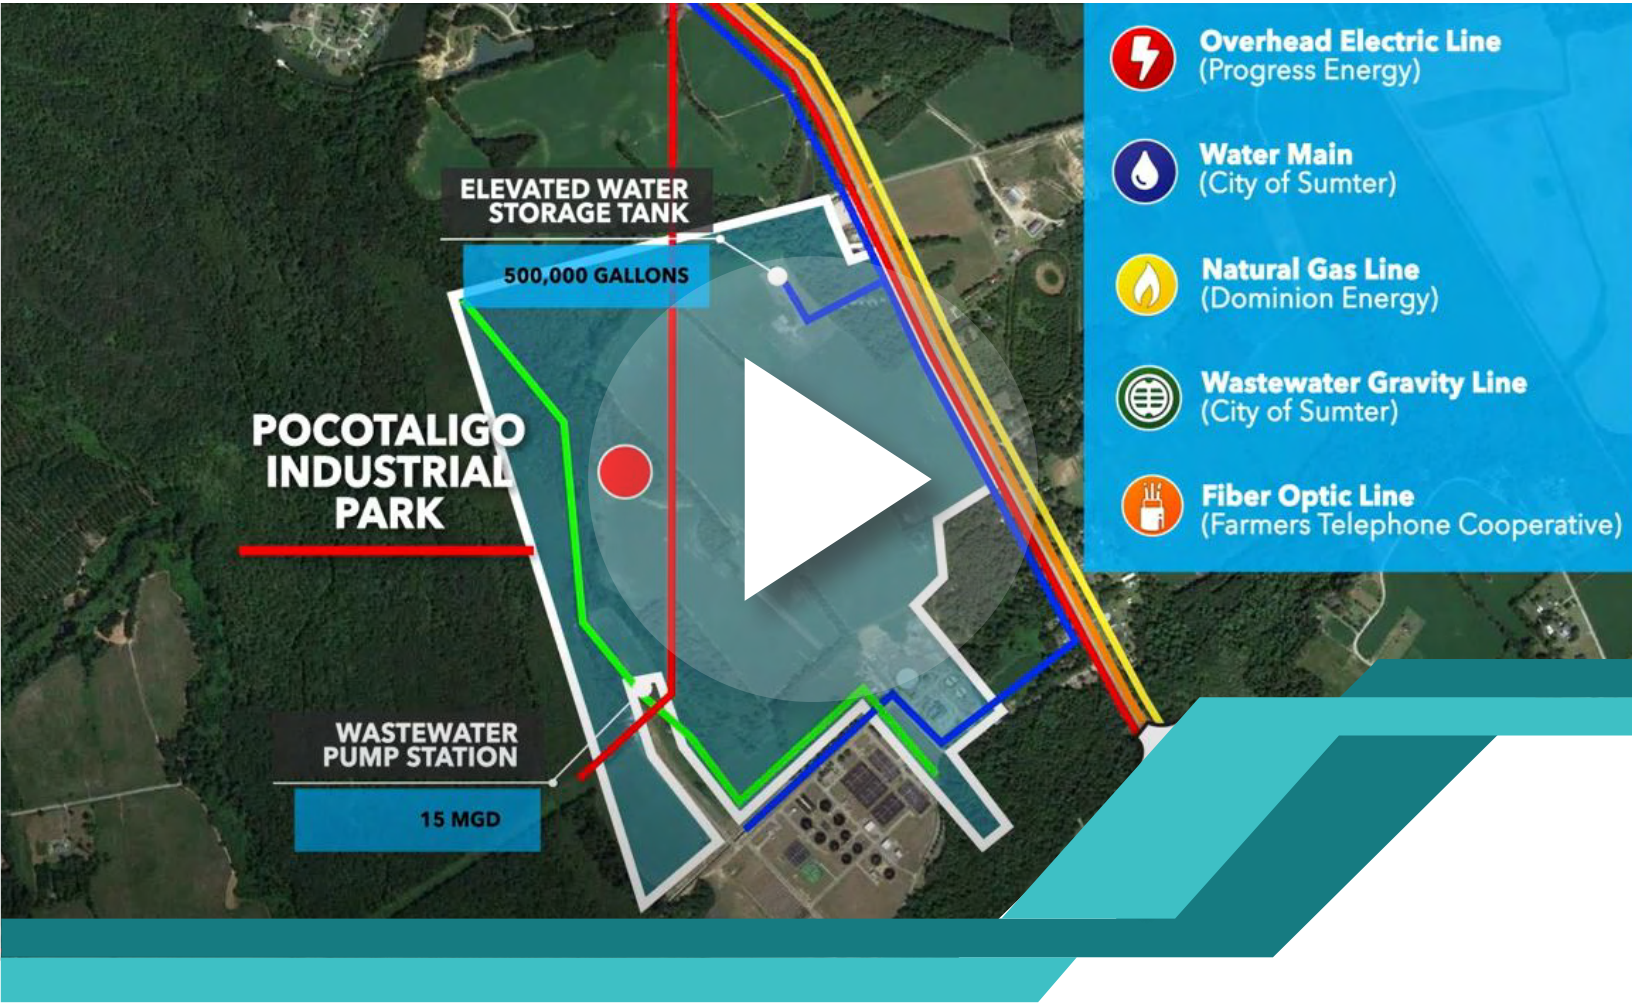 Overhead Electric Line
(Progress Energy)
Water Main
(City of Sumter)
Natural Gas Line
(Dominion Energy)
Wastewater Gravity Line
(City of Sumter)
Fiber Optic Line
(Farmers Telephone Cooperative)
ELEVATED WATER
STORAGE TANK
500,000 GALLONS
POCOTALIGO
INDUSTRIAL
PARK
WASTEWATER
PUMP STATION
15 MGD